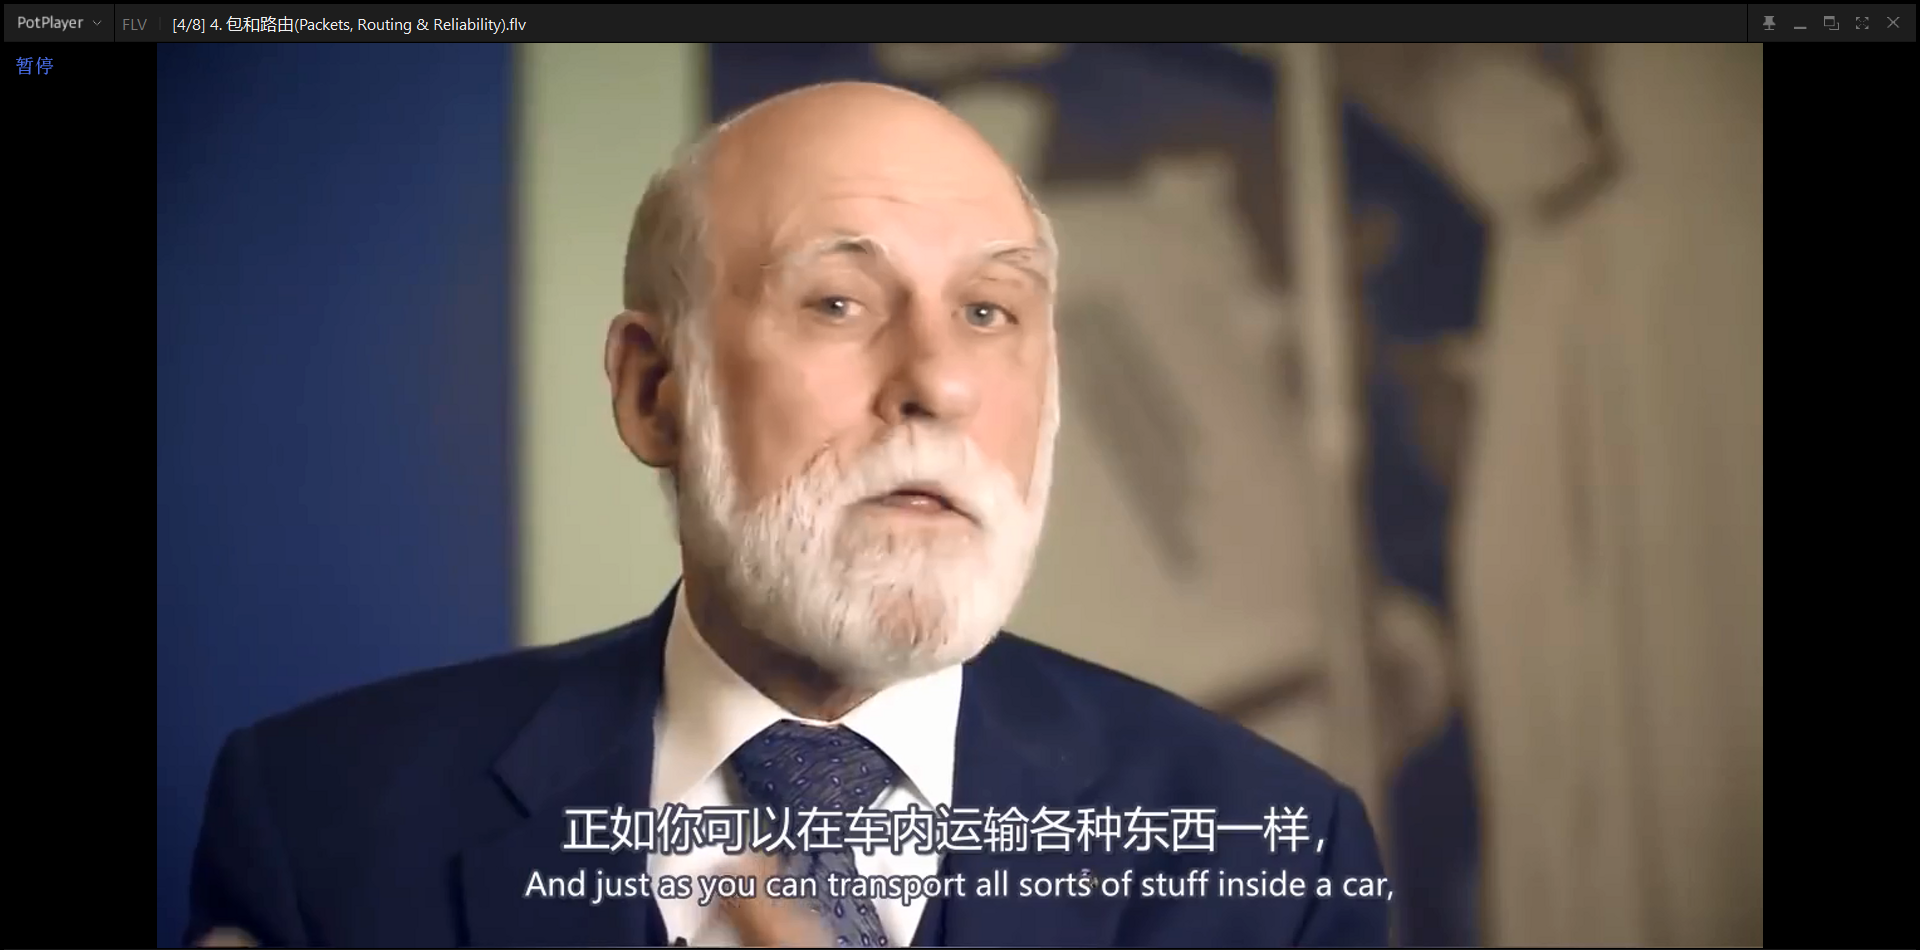 PotPlayer
FLV
[4/8] 4. 包和路由(Packets, Routing & Reliability).flv
暂停
正如你可以在车内运输各种东西一样，
And just as you can transport all sorts of stuff inside a car,